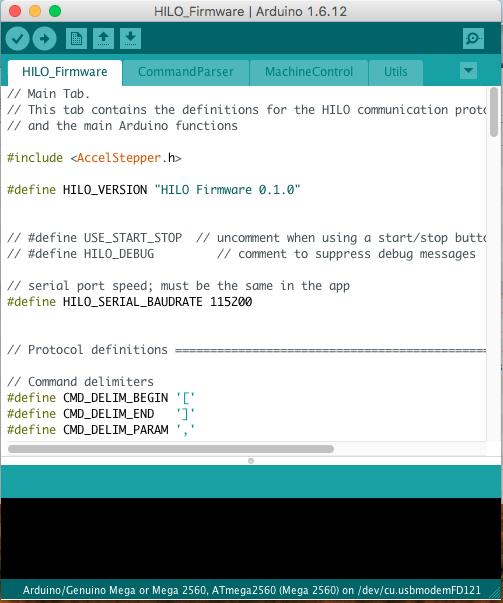 HILO_Firmware | Arduino 1.6.12
HILO_Firmware CommandParser MachineControl Utils
// Main Tab.
// This tab contains the definitions for the HILO communication proto
// and the main Arduino functions
#include <AccelStepper.h>
#define HILO_VERSION "HILO Firmware 0.1.0"
// #define USE_START_STOP  // uncomment when using a start/stop butto
// #define HILO_DEBUG         // comment to suppress debug messages
// serial port speed; must be the same in the app
#define HILO_SERIAL_BAUDRATE 115200
// Protocol definitions =============================================
// Command delimiters
#define CMD_DELIM_BEGIN '['
#define CMD_DELIM_END   ']'
#define CMD_DELIM_PARAM ','
Arduino/Genuino Mega or Mega 2560, ATmega2560 (Mega 2560) on /dev/cu.usbmodemFD121